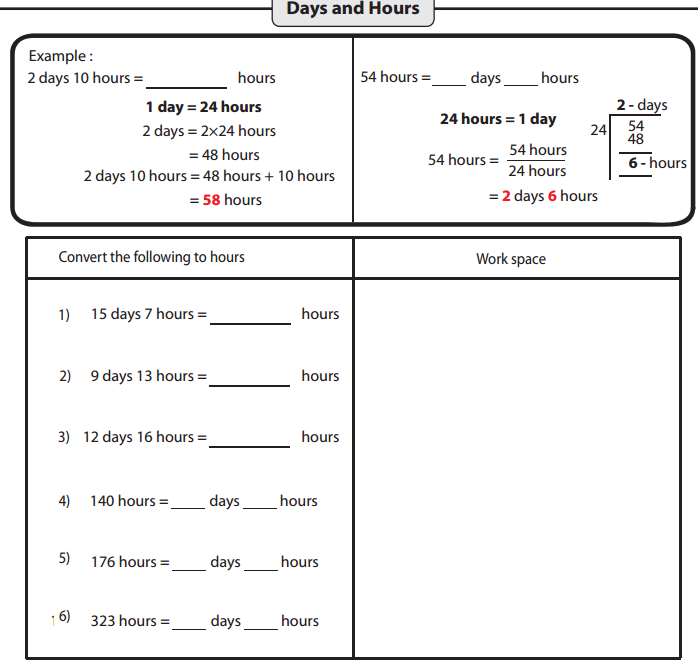 Days and Hours
Example :
2 days 10 hours = ________ hours
1 day = 24 hours
2 days = 2×24 hours
= 48 hours
2 days 10 hours = 48 hours + 10 hours
= 58 hours
54 hours = ____ days ____ hours
24 hours = 1 day
54 hours = 54 hours
24 hours
= 2 days 6 hours
2 - days
24 54
48
6 - hours
Convert the following to hours
Work space
1) 15 days 7 hours = ________ hours
2) 9 days 13 hours = ________ hours
3) 12 days 16 hours = ________ hours
4) 140 hours = ____ days ____ hours
5) 176 hours = ____ days ____ hours
6) 323 hours = ____ days ____ hours